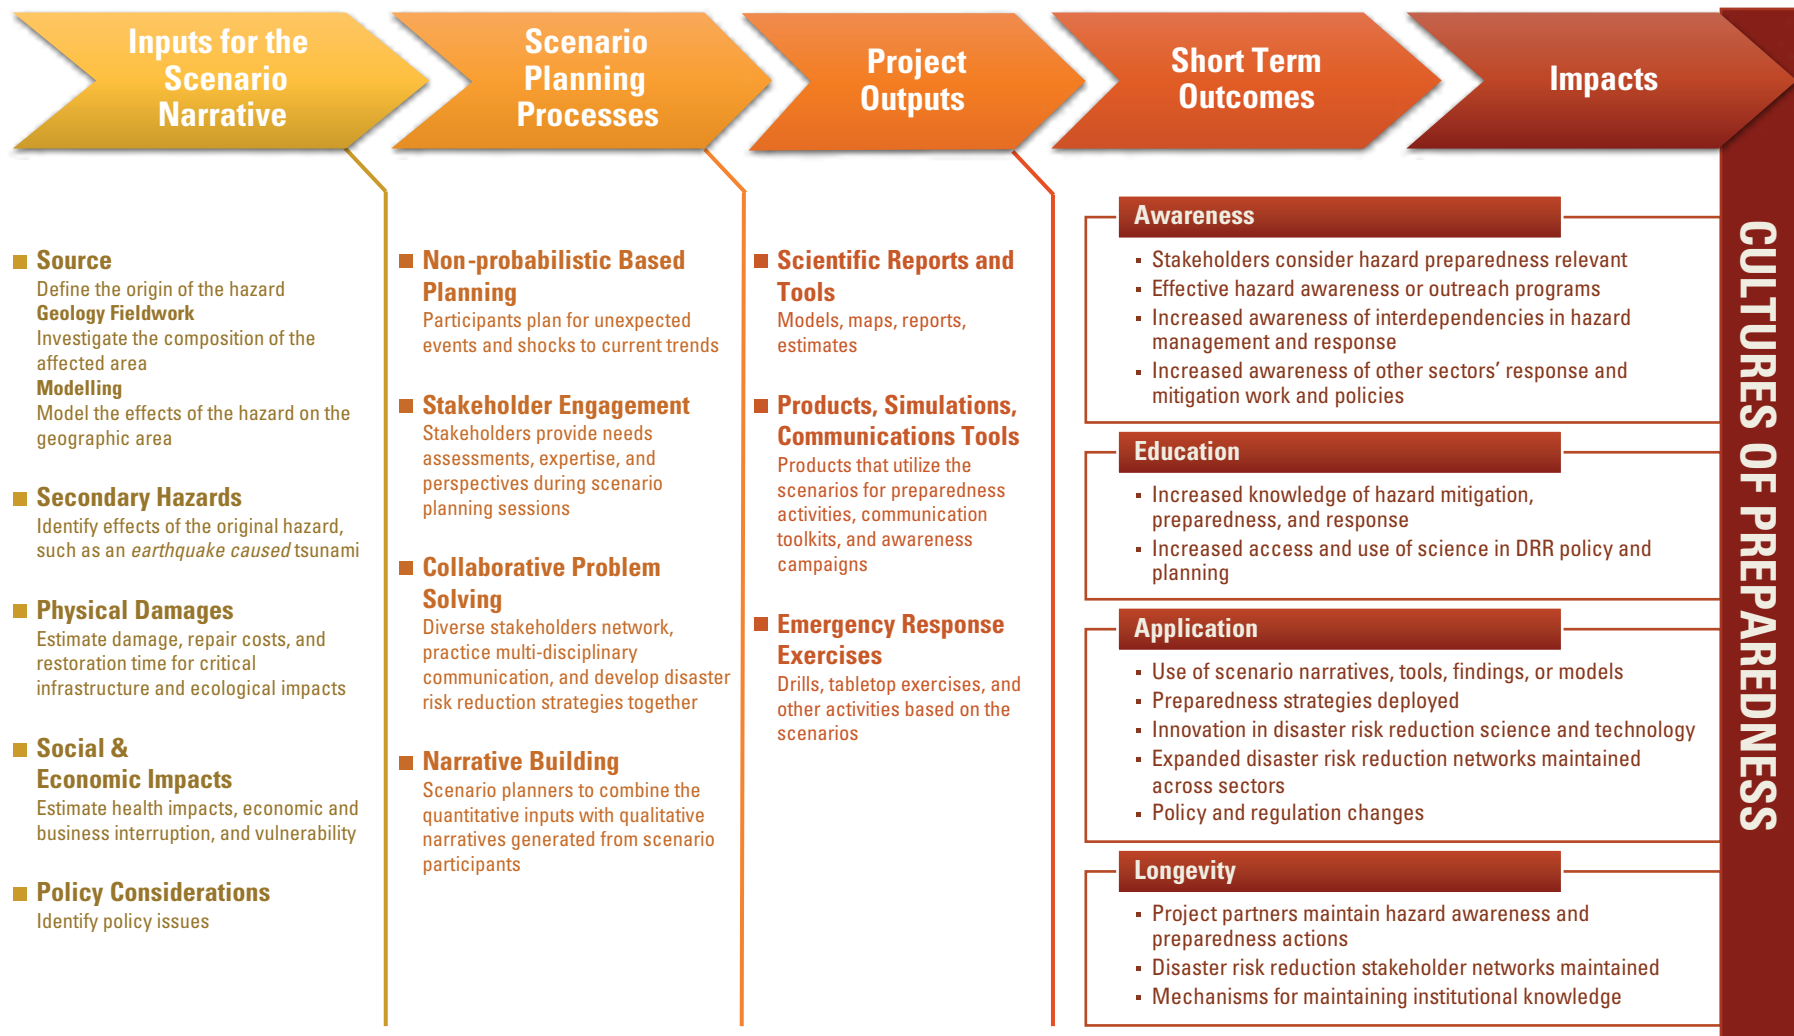 Inputs for the
Scenario
Narrative
Scenario
Planning
Processes
Project
Outputs
Short Term
Outcomes
Impacts
Source
Define the origin of the hazard
Geology Fieldwork
Investigate the composition of the
affected area
Modelling
Model the effects of the hazard on the
geographic area
Secondary Hazards
Identify effects of the original hazard,
such as an earthquake caused tsunami
Physical Damages
Estimate damage, repair costs, and
restoration time for critical
infrastructure and ecological impacts
Social &
Economic Impacts
Estimate health impacts, economic and
business interruption, and vulnerability
Policy Considerations
Identify policy issues
Non-probabilistic Based
Planning
Participants plan for unexpected
events and shocks to current trends
Stakeholder Engagement
Stakeholders provide needs
assessments, expertise, and
perspectives during scenario
planning sessions
Collaborative Problem
Solving
Diverse stakeholders network,
practice multi-disciplinary
communication, and develop disaster
risk reduction strategies together
Narrative Building
Scenario planners to combine the
quantitative inputs with qualitative
narratives generated from scenario
participants
Scientific Reports and
Tools
Models, maps, reports,
estimates
Products, Simulations,
Communications Tools
Products that utilize the
scenarios for preparedness
activities, communication
toolkits, and awareness
campaigns
Emergency Response
Exercises
Drills, tabletop exercises, and
other activities based on the
scenarios
Awareness
Stakeholders consider hazard preparedness relevant
Effective hazard awareness or outreach programs
Increased awareness of interdependencies in hazard
management and response
Increased awareness of other sectors’ response and
mitigation work and policies
Education
Increased knowledge of hazard mitigation,
preparedness, and response
Increased access and use of science in DRR policy and
planning
Application
Use of scenario narratives, tools, findings, or models
Preparedness strategies deployed
Innovation in disaster risk reduction science and technology
Expanded disaster risk reduction networks maintained
across sectors
Policy and regulation changes
Longevity
Project partners maintain hazard awareness and
preparedness actions
Disaster risk reduction stakeholder networks maintained
Mechanisms for maintaining institutional knowledge
CULTURES OF PREPAREDNESS